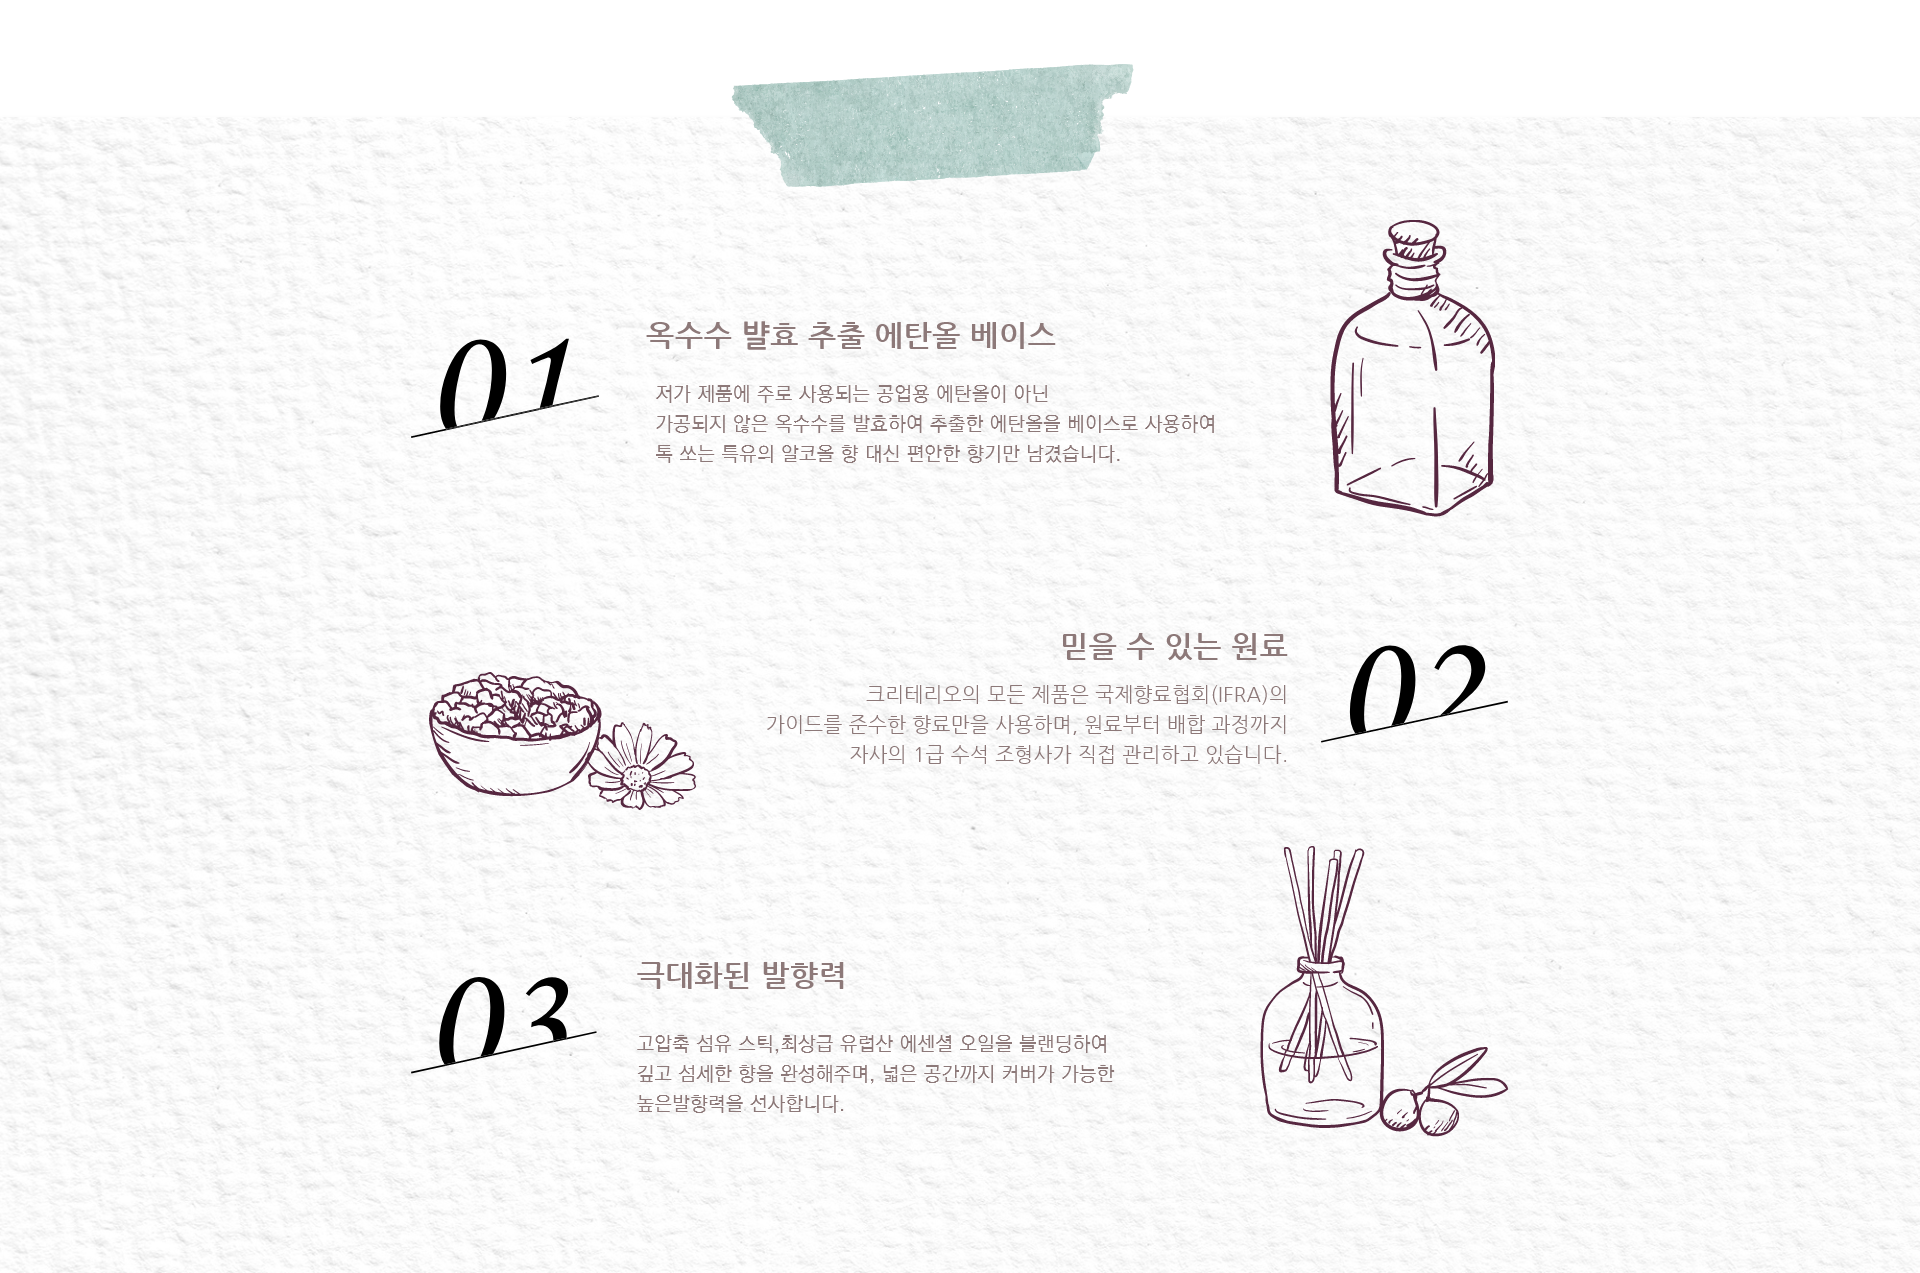 01
옥수수 발효 추출 에탄올 베이스
저가 제품에 주로 사용되는 공업용 에탄올이 아닌
가공되지 않은 옥수수를 발효하여 추출한 에탄올을 베이스로 사용하여
톡 쏘는 특유의 알코올 향 대신 편안한 향기만 남겼습니다.
02
믿을 수 있는 원료
크리테리오의 모든 제품은 국제향료협회(IFRA)의
가이드를 준수한 향료만을 사용하며, 원료부터 배합 과정까지
자사의 1급 수석 조형사가 직접 관리하고 있습니다.
03
극대화된 발향력
고압축 섬유 스틱,최상급 유럽산 에센셜 오일을 블랜딩하여
깊고 섬세한 향을 완성해주며, 넓은 공간까지 커버가 가능한
높은발향력을 선사합니다.